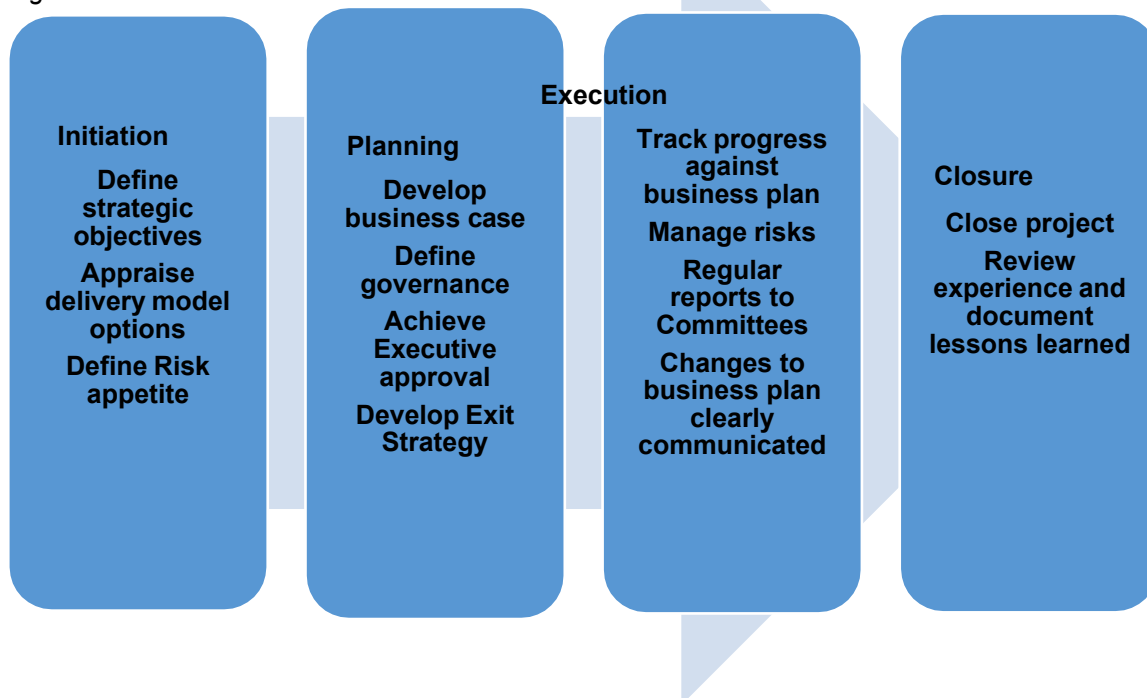 Initiation
Define
strategic
objectives
Appraise
delivery model
options
Define Risk
appetite
Planning
Develop
business case
Define
governance
Achieve
Executive
approval
Develop Exit
Strategy
Execution
Track progress
against
business plan
Manage risks
Regular
reports to
Committees
Changes to
business plan
clearly
communicated
Closure
Close project
Review
experience and
document
lessons learned